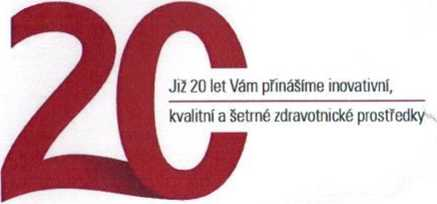 20
Již 20 let Vám přinášíme inovativní,
kvalitní a šetrné zdravotnické prostředky